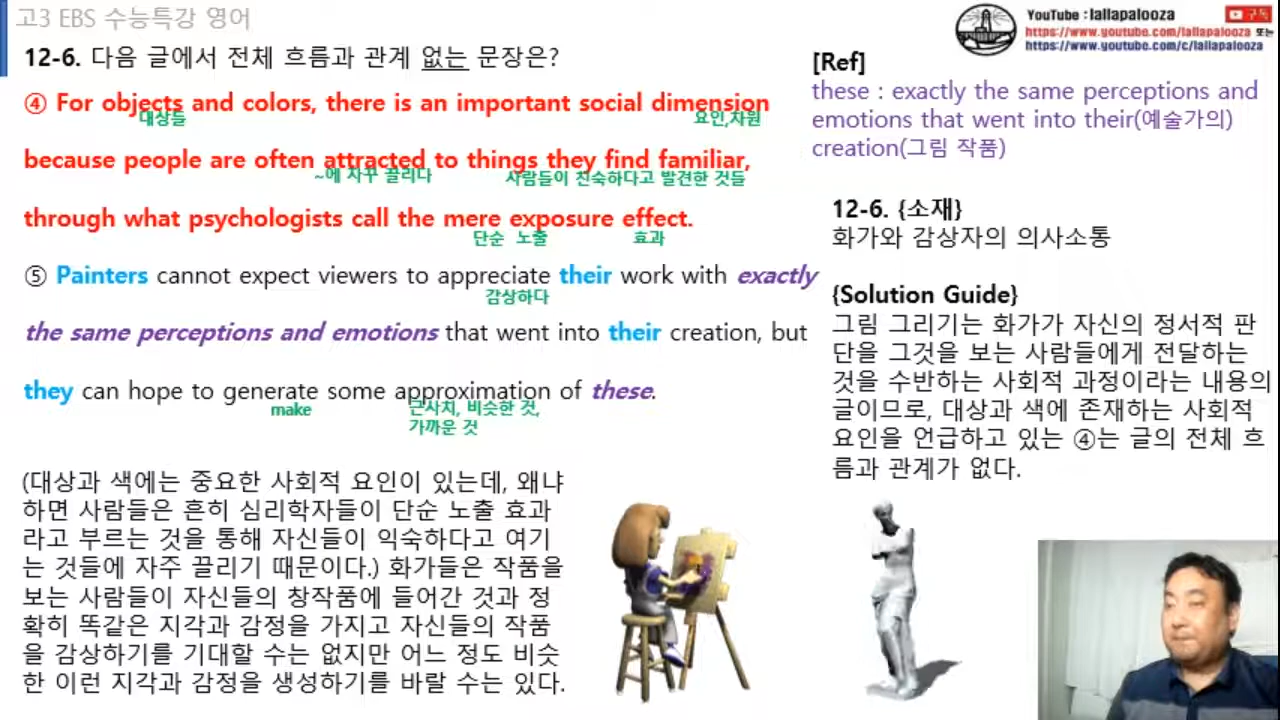 고3 EBS 수능특강 영어
12-6. 다음 글에서 전체 흐름과 관계 없는 문장은?
④ For objects and colors, there is an important social dimension
대상들 요인,차원
because people are often attracted to things they find familiar,
~에 자꾸 끌리다 사람들이 친숙하다고 발견한 것들
through what psychologists call the mere exposure effect.
단순 노출 효과
⑤ Painters cannot expect viewers to appreciate their work with exactly
감상하다
the same perceptions and emotions that went into their creation, but
they can hope to generate some approximation of these.
make 근사치, 비슷한 것,
가까운 것
(대상과 색에는 중요한 사회적 요인이 있는데, 왜냐
하면 사람들은 흔히 심리학자들이 단순 노출 효과
라고 부르는 것을 통해 자신들이 익숙하다고 여기
는 것들에 자주 끌리기 때문이다.) 화가들은 작품을
보는 사람들이 자신들의 창작품에 들어간 것과 정
확히 똑같은 지각과 감정을 가지고 자신들의 작품
을 감상하기를 기대할 수는 없지만 어느 정도 비슷
한 이런 지각과 감정을 생성하기를 바랄 수는 있다.
YouTube : lallapalooza
구독
https://www.youtube.com/lallapalooza 또는
https://www.youtube.com/c/lallapalooza
[Ref]
these : exactly the same perceptions and
emotions that went into their(예술가의)
creation(그림 작품)
12-6. {소재}
화가와 감상자의 의사소통
{Solution Guide}
그림 그리기는 화가가 자신의 정서적 판
단을 그것을 보는 사람들에게 전달하는
것을 수반하는 사회적 과정이라는 내용의
글이므로, 대상과 색에 존재하는 사회적
요인을 언급하고 있는 ④는 글의 전체 흐
름과 관계가 없다.